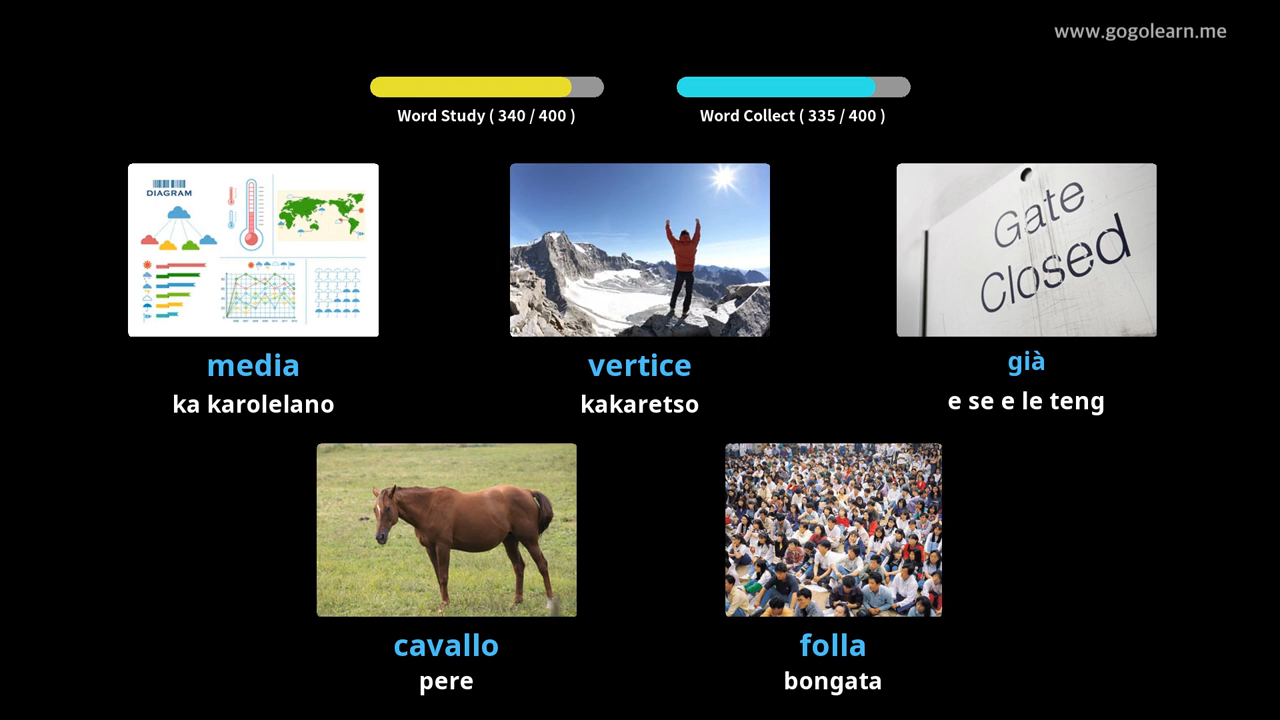 www.gogolearn.me
Word Study ( 340 / 400 )
Word Collect ( 335 / 400 )
DIAGRAM
Gate
Closed
media
vertice
già
ka karolelano
kakaretso
e se e le teng
cavallo
folla
pere
bongata